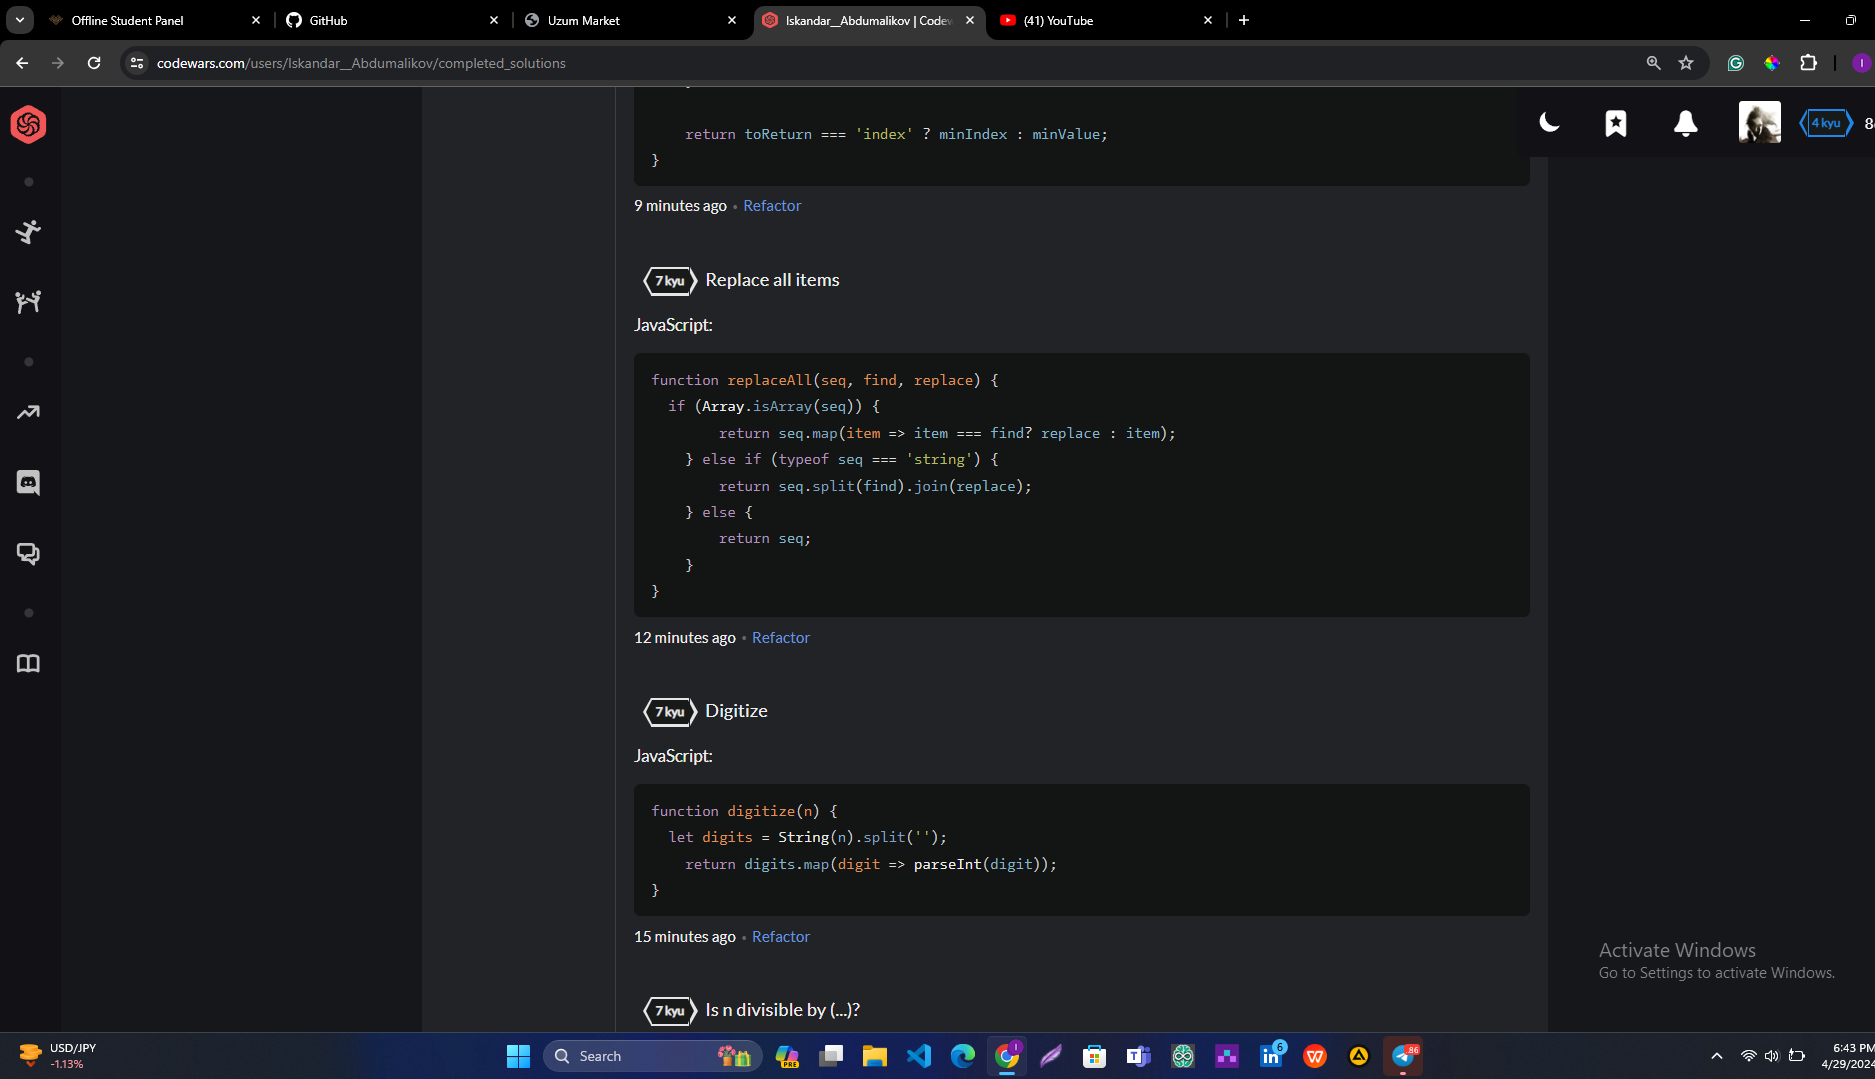 Offline Student Panel
GitHub
Uzum Market
Iskandar__Abdumalikov | Codew
(41) YouTube
codewars.com/users/Iskandar__Abdumalikov/completed_solutions
I
4 kyu
return toReturn === 'index' ? minIndex : minValue;
}
9 minutes ago • Refactor
7 kyu Replace all items
JavaScript:
function replaceAll(seq, find, replace) {
if (Array.isArray(seq)) {
return seq.map(item => item === find? replace : item);
} else if (typeof seq === 'string') {
return seq.split(find).join(replace);
} else {
return seq;
}
}
12 minutes ago • Refactor
7 kyu Digitize
JavaScript:
function digitize(n) {
let digits = String(n).split('');
return digits.map(digit => parseInt(digit));
}
15 minutes ago • Refactor
Activate Windows
Go to Settings to activate Windows.
7 kyu Is n divisible by (...)?
USD/JPY
-1.13%
Search
PRE
6
86
6:43 PM
4/29/2024